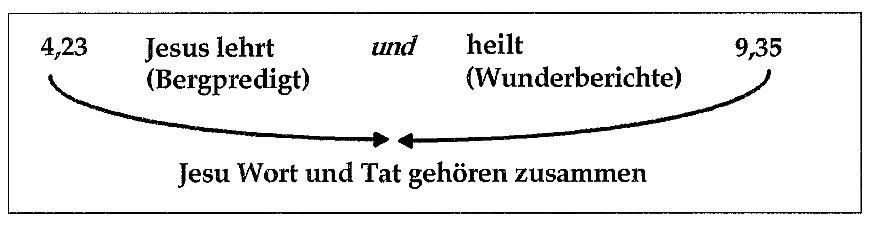 4,23 Jesus lehrt und heilt 9,35
(Bergpredigt) (Wunderberichte)
Jesu Wort und Tat gehören zusammen